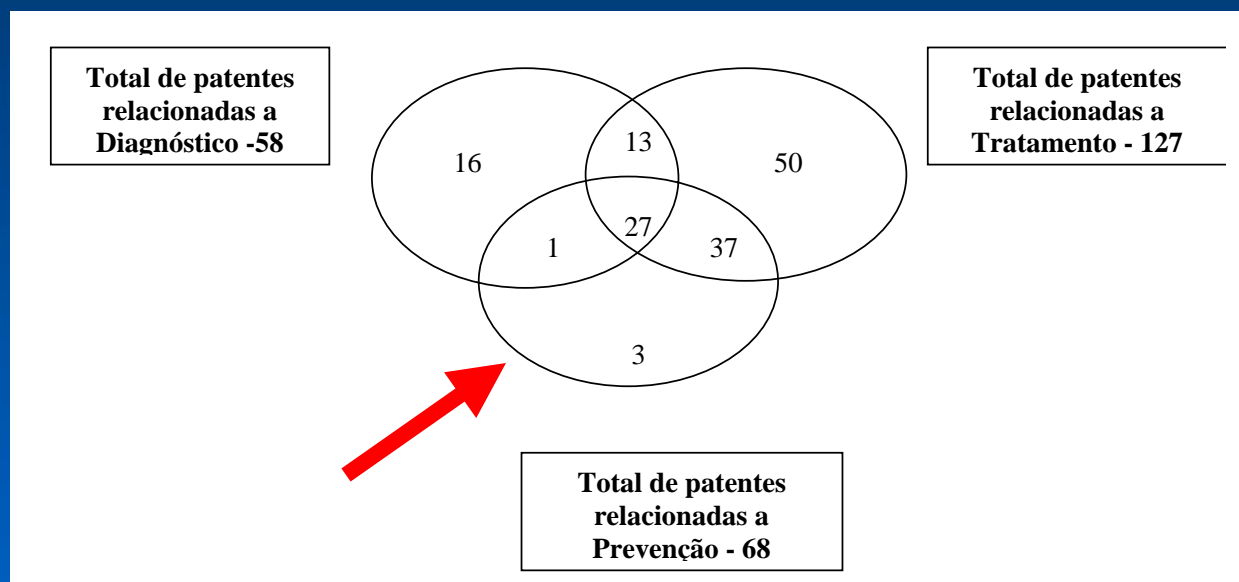 Total de patentes
relacionadas a
Diagnóstico -58
Total de patentes
relacionadas a
Tratamento - 127
13
16
50
27
1
37
3
Total de patentes
relacionadas a
Prevenção - 68